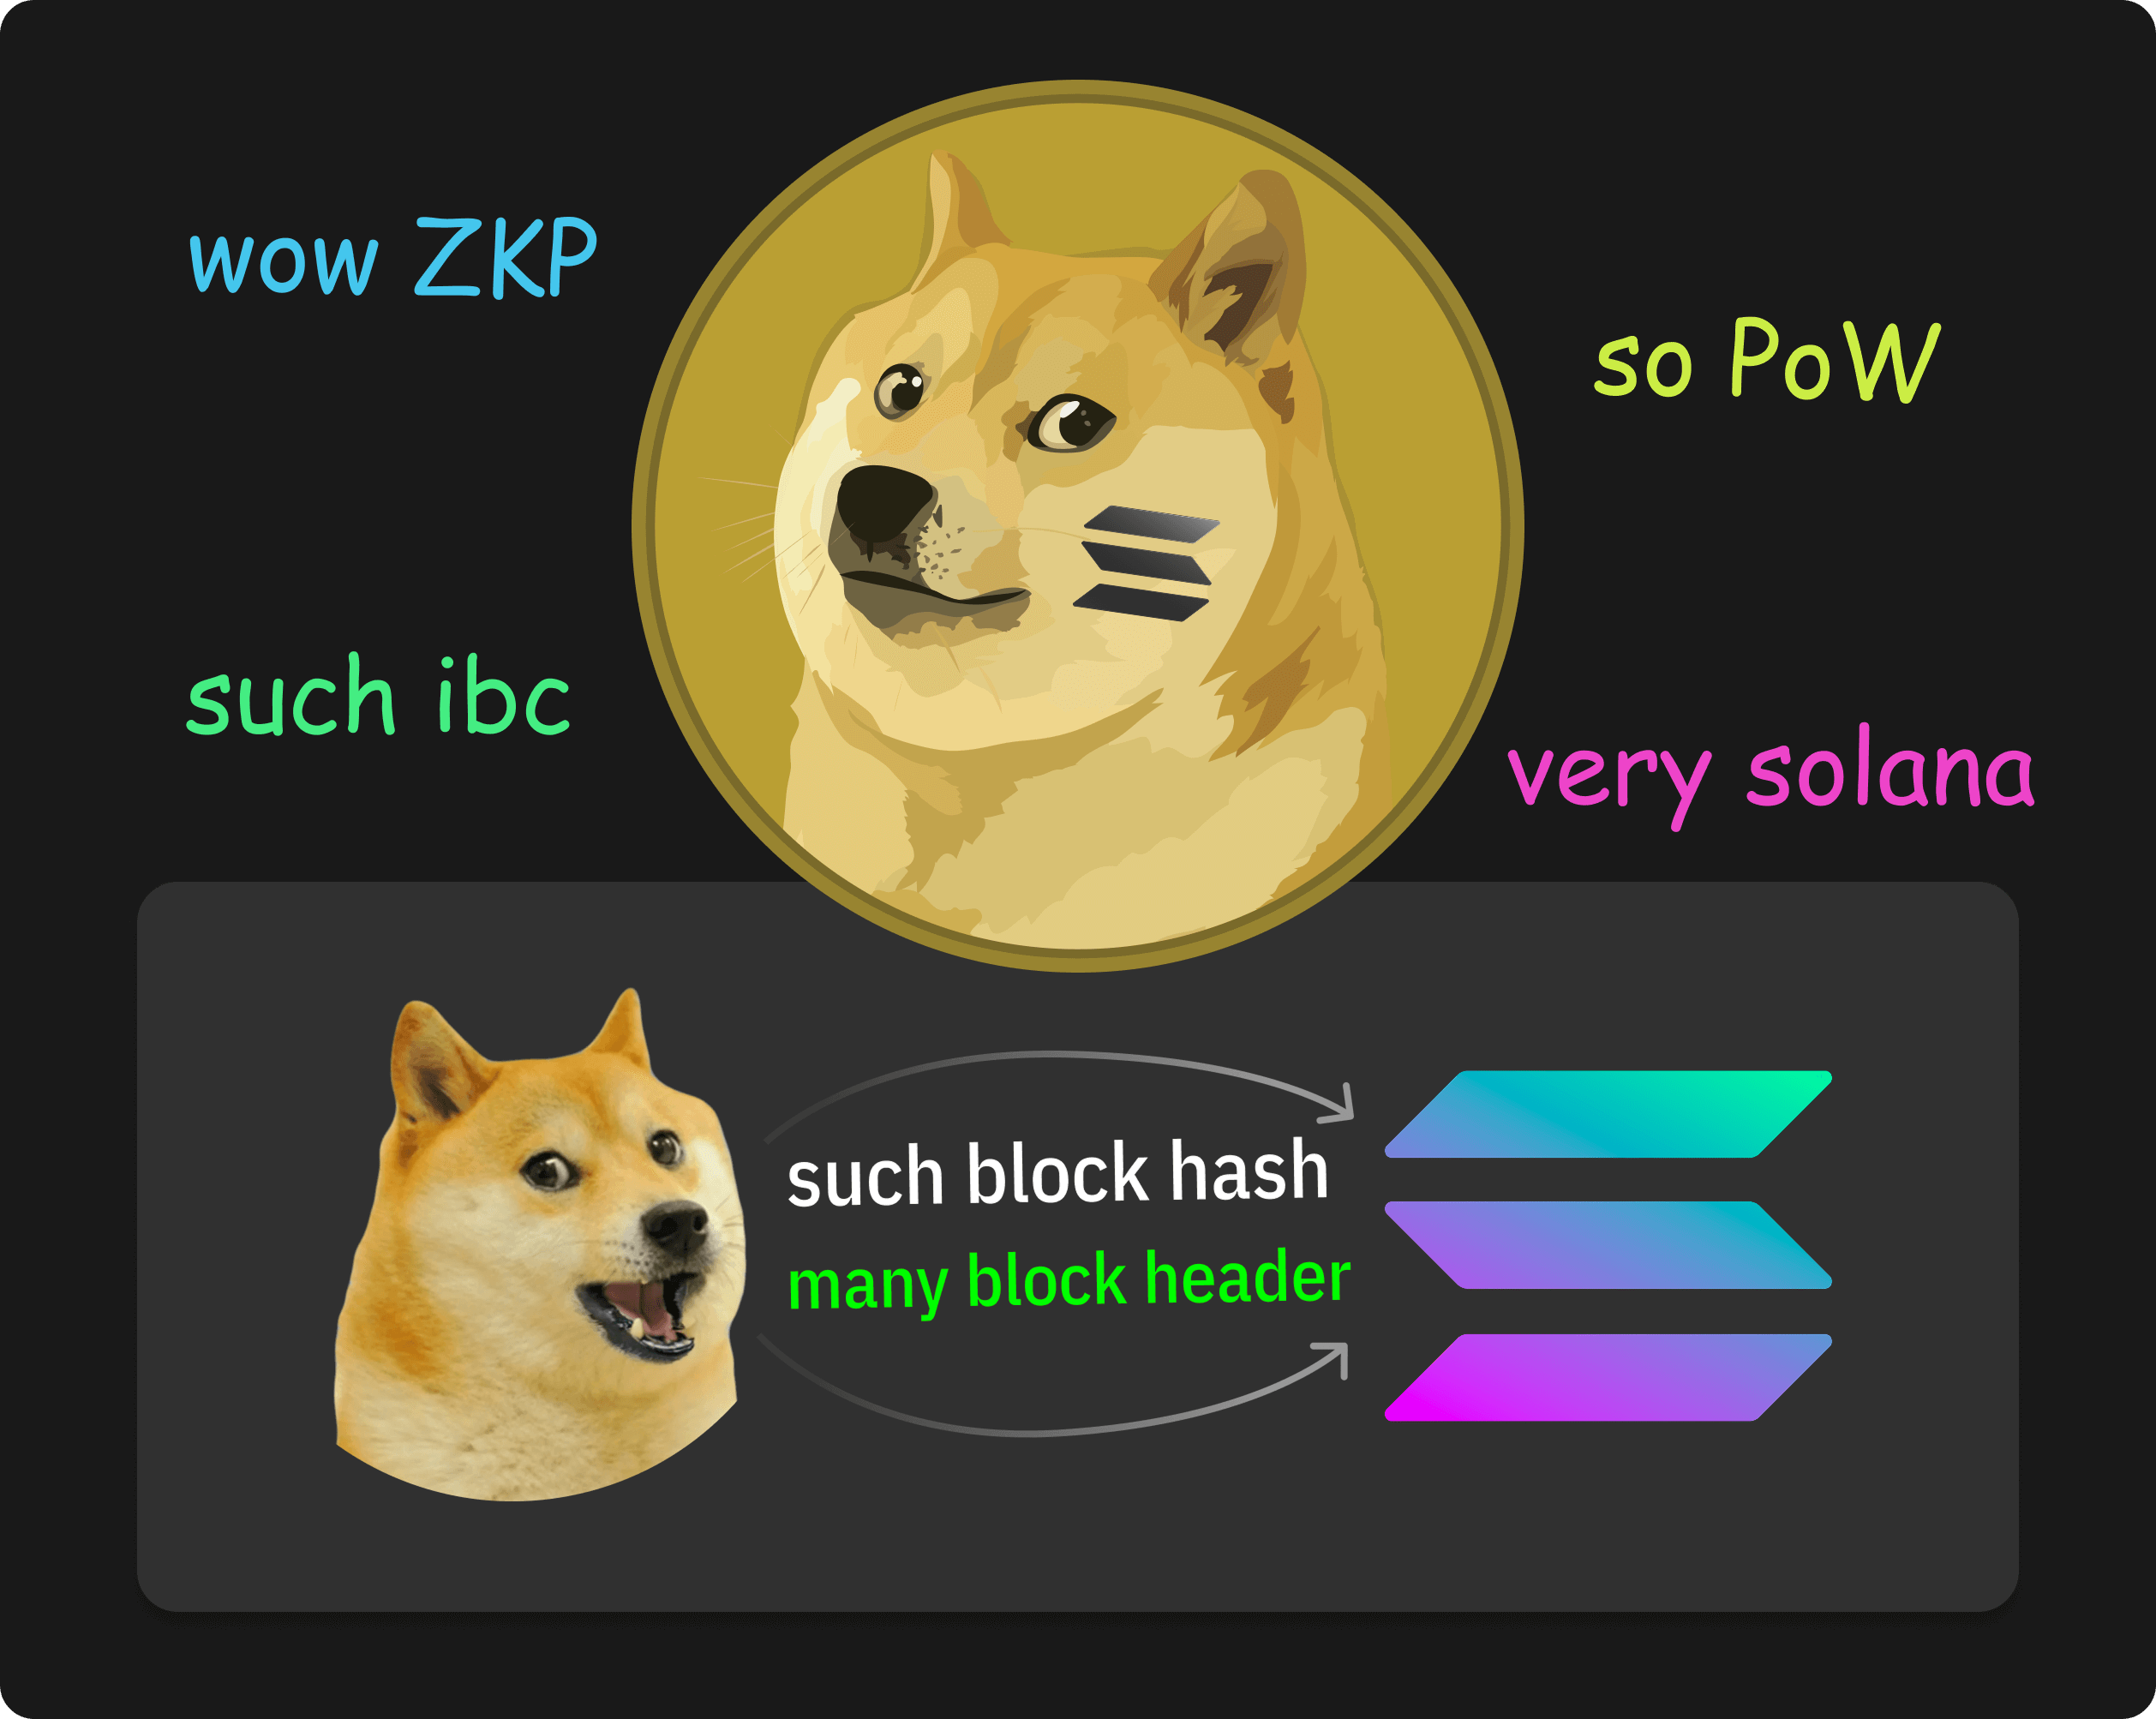 wow ZKP
so PoW
such ibc
very solana
such block hash
many block header